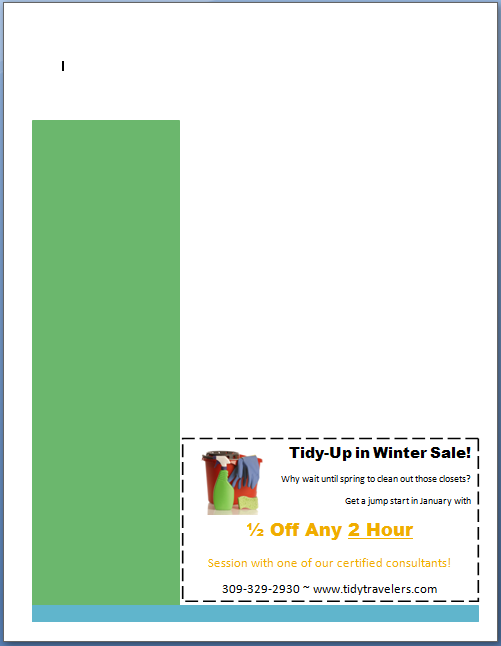 Tidy-Up in Winter Sale!
Why wait until spring to clean out those closets?
Get a jump start in January with
½ Off Any 2 Hour
Session with one of our certified consultants!
309-329-2930 ~ www.tidytravelers.com